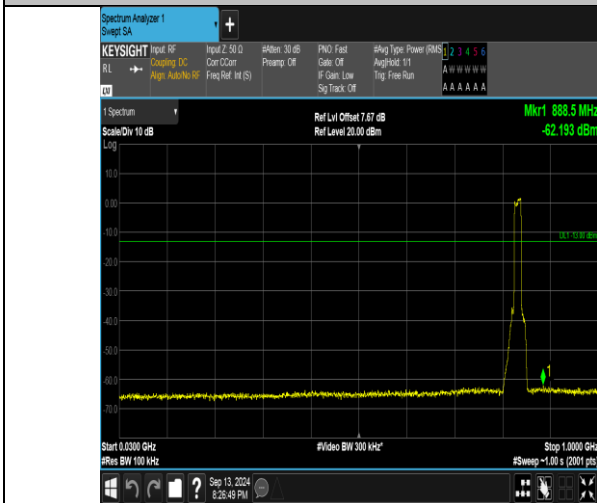 Spectrum Analyzer 1
Swept SA
+
KEYSIGHT Input: RF Input Z: 50 Ω #Atten: 30 dB PNO: Fast #Avg Type: Power (RMS 1 2 3 4 5 6
RL Coupling: DC Corr CCorr Preamp: Off Gate: Off Avg|Hold: 1/1 A W W W W W
Align: Auto/No RF Freq Ref: Int (S) IF Gain: Low Trig: Free Run
Sig Track: Off A A A A A A
1 Spectrum Ref Lvl Offset 7.67 dB Mkr1 888.5 MHz
Scale/Div 10 dB Ref Level 20.00 dBm -62.193 dBm
Log
10.0
0.00
-10.0
DL1 -13.00 dBm
-20.0
-30.0
-40.0
-50.0
-60.0
1
-70.0
Start 0.0300 GHz #Video BW 300 kHz* Stop 1.0000 GHz
#Res BW 100 kHz #Sweep ~1.00 s (2001 pts)
? Sep 13, 2024
8:26:49 PM